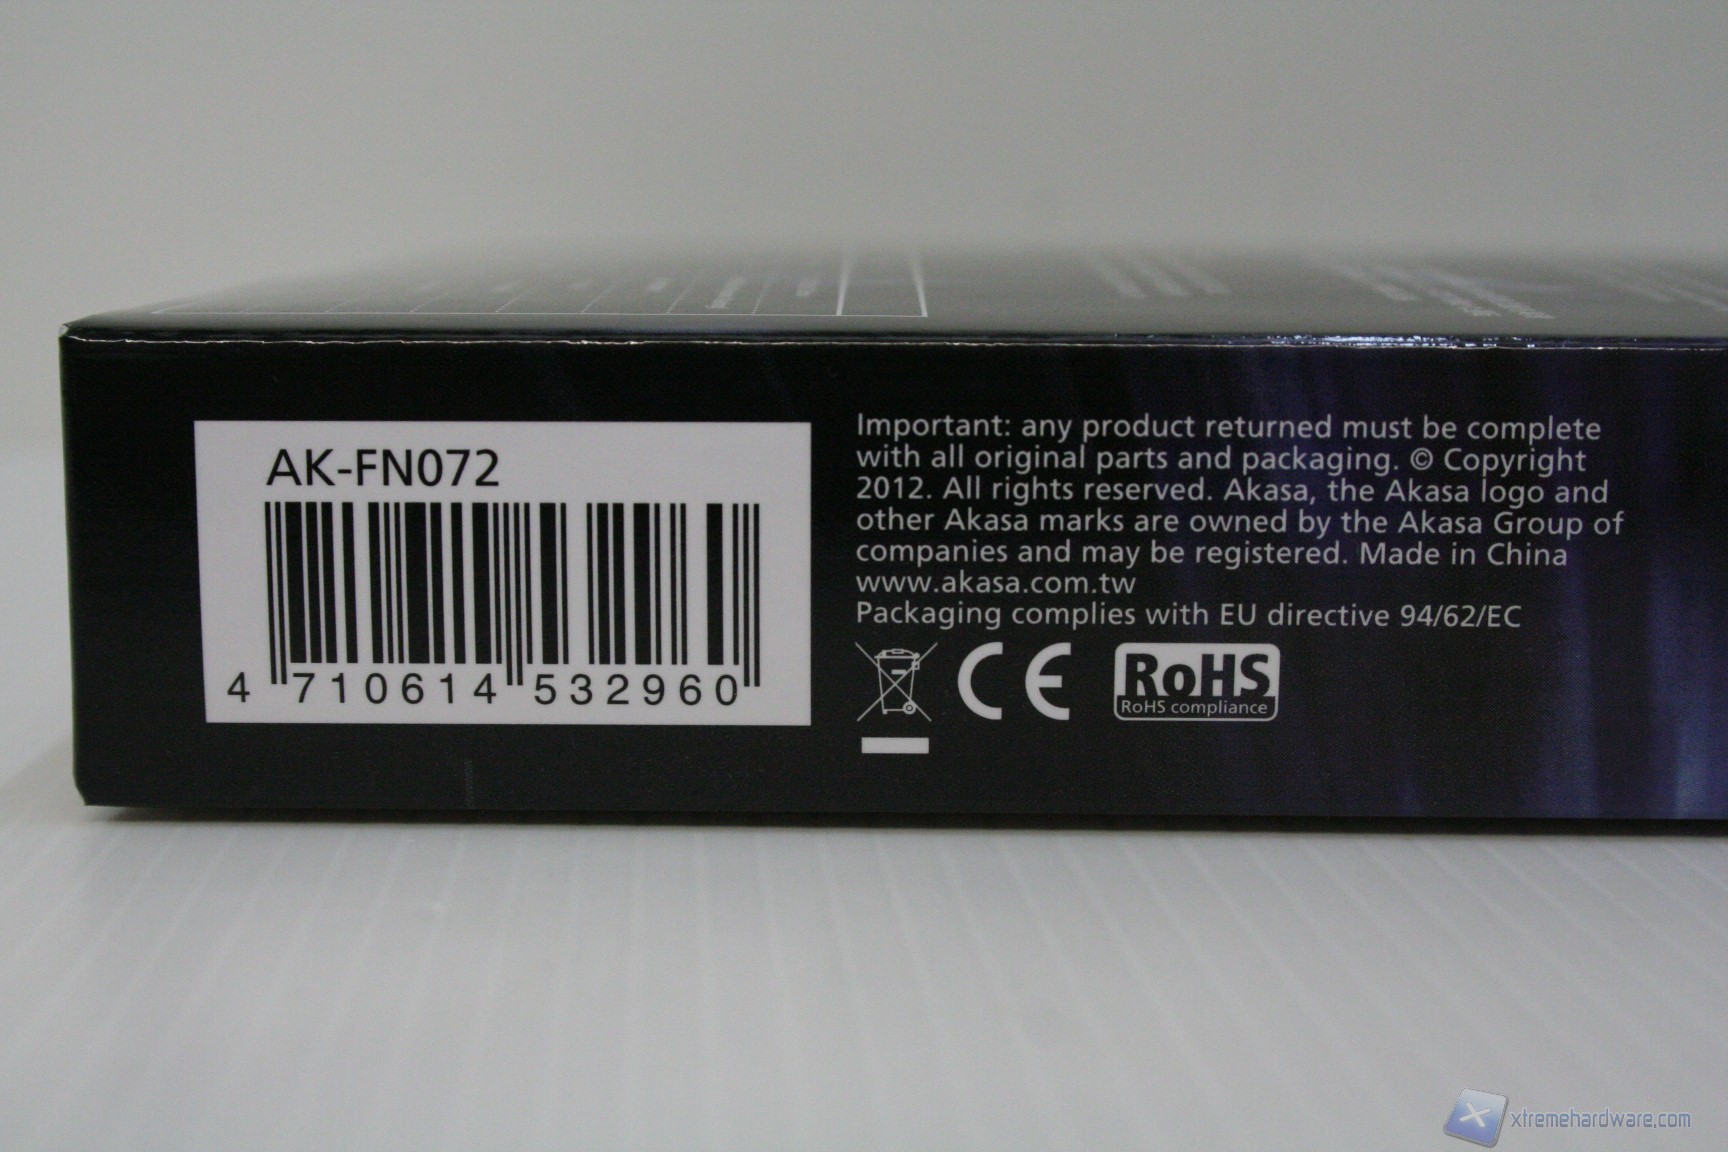 AK-FN072
4 710614 532960
Important: any product returned must be complete
with all original parts and packaging. © Copyright
2012. All rights reserved. Akasa, the Akasa logo and
other Akasa marks are owned by the Akasa Group of
companies and may be registered. Made in China
www.akasa.com.tw
Packaging complies with EU directive 94/62/EC
CE
RoHS
RoHS compliance
xtremehardware.com